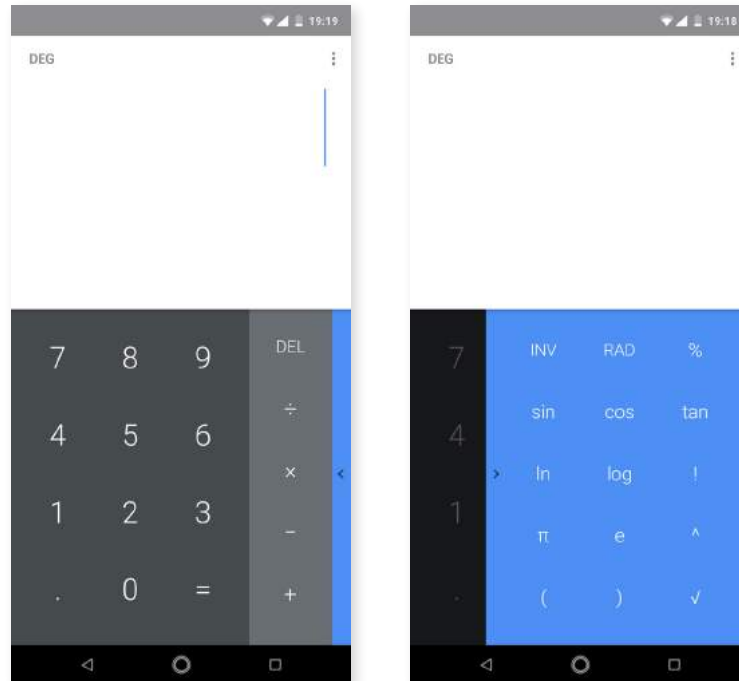 19:19
DEG
7 8 9 DEL
÷
4 5 6
×
1 2 3
−
. 0 = +
19:18
DEG
7 INV RAD %
sin cos tan
4
ln log !
1
π e ^
. ( ) √